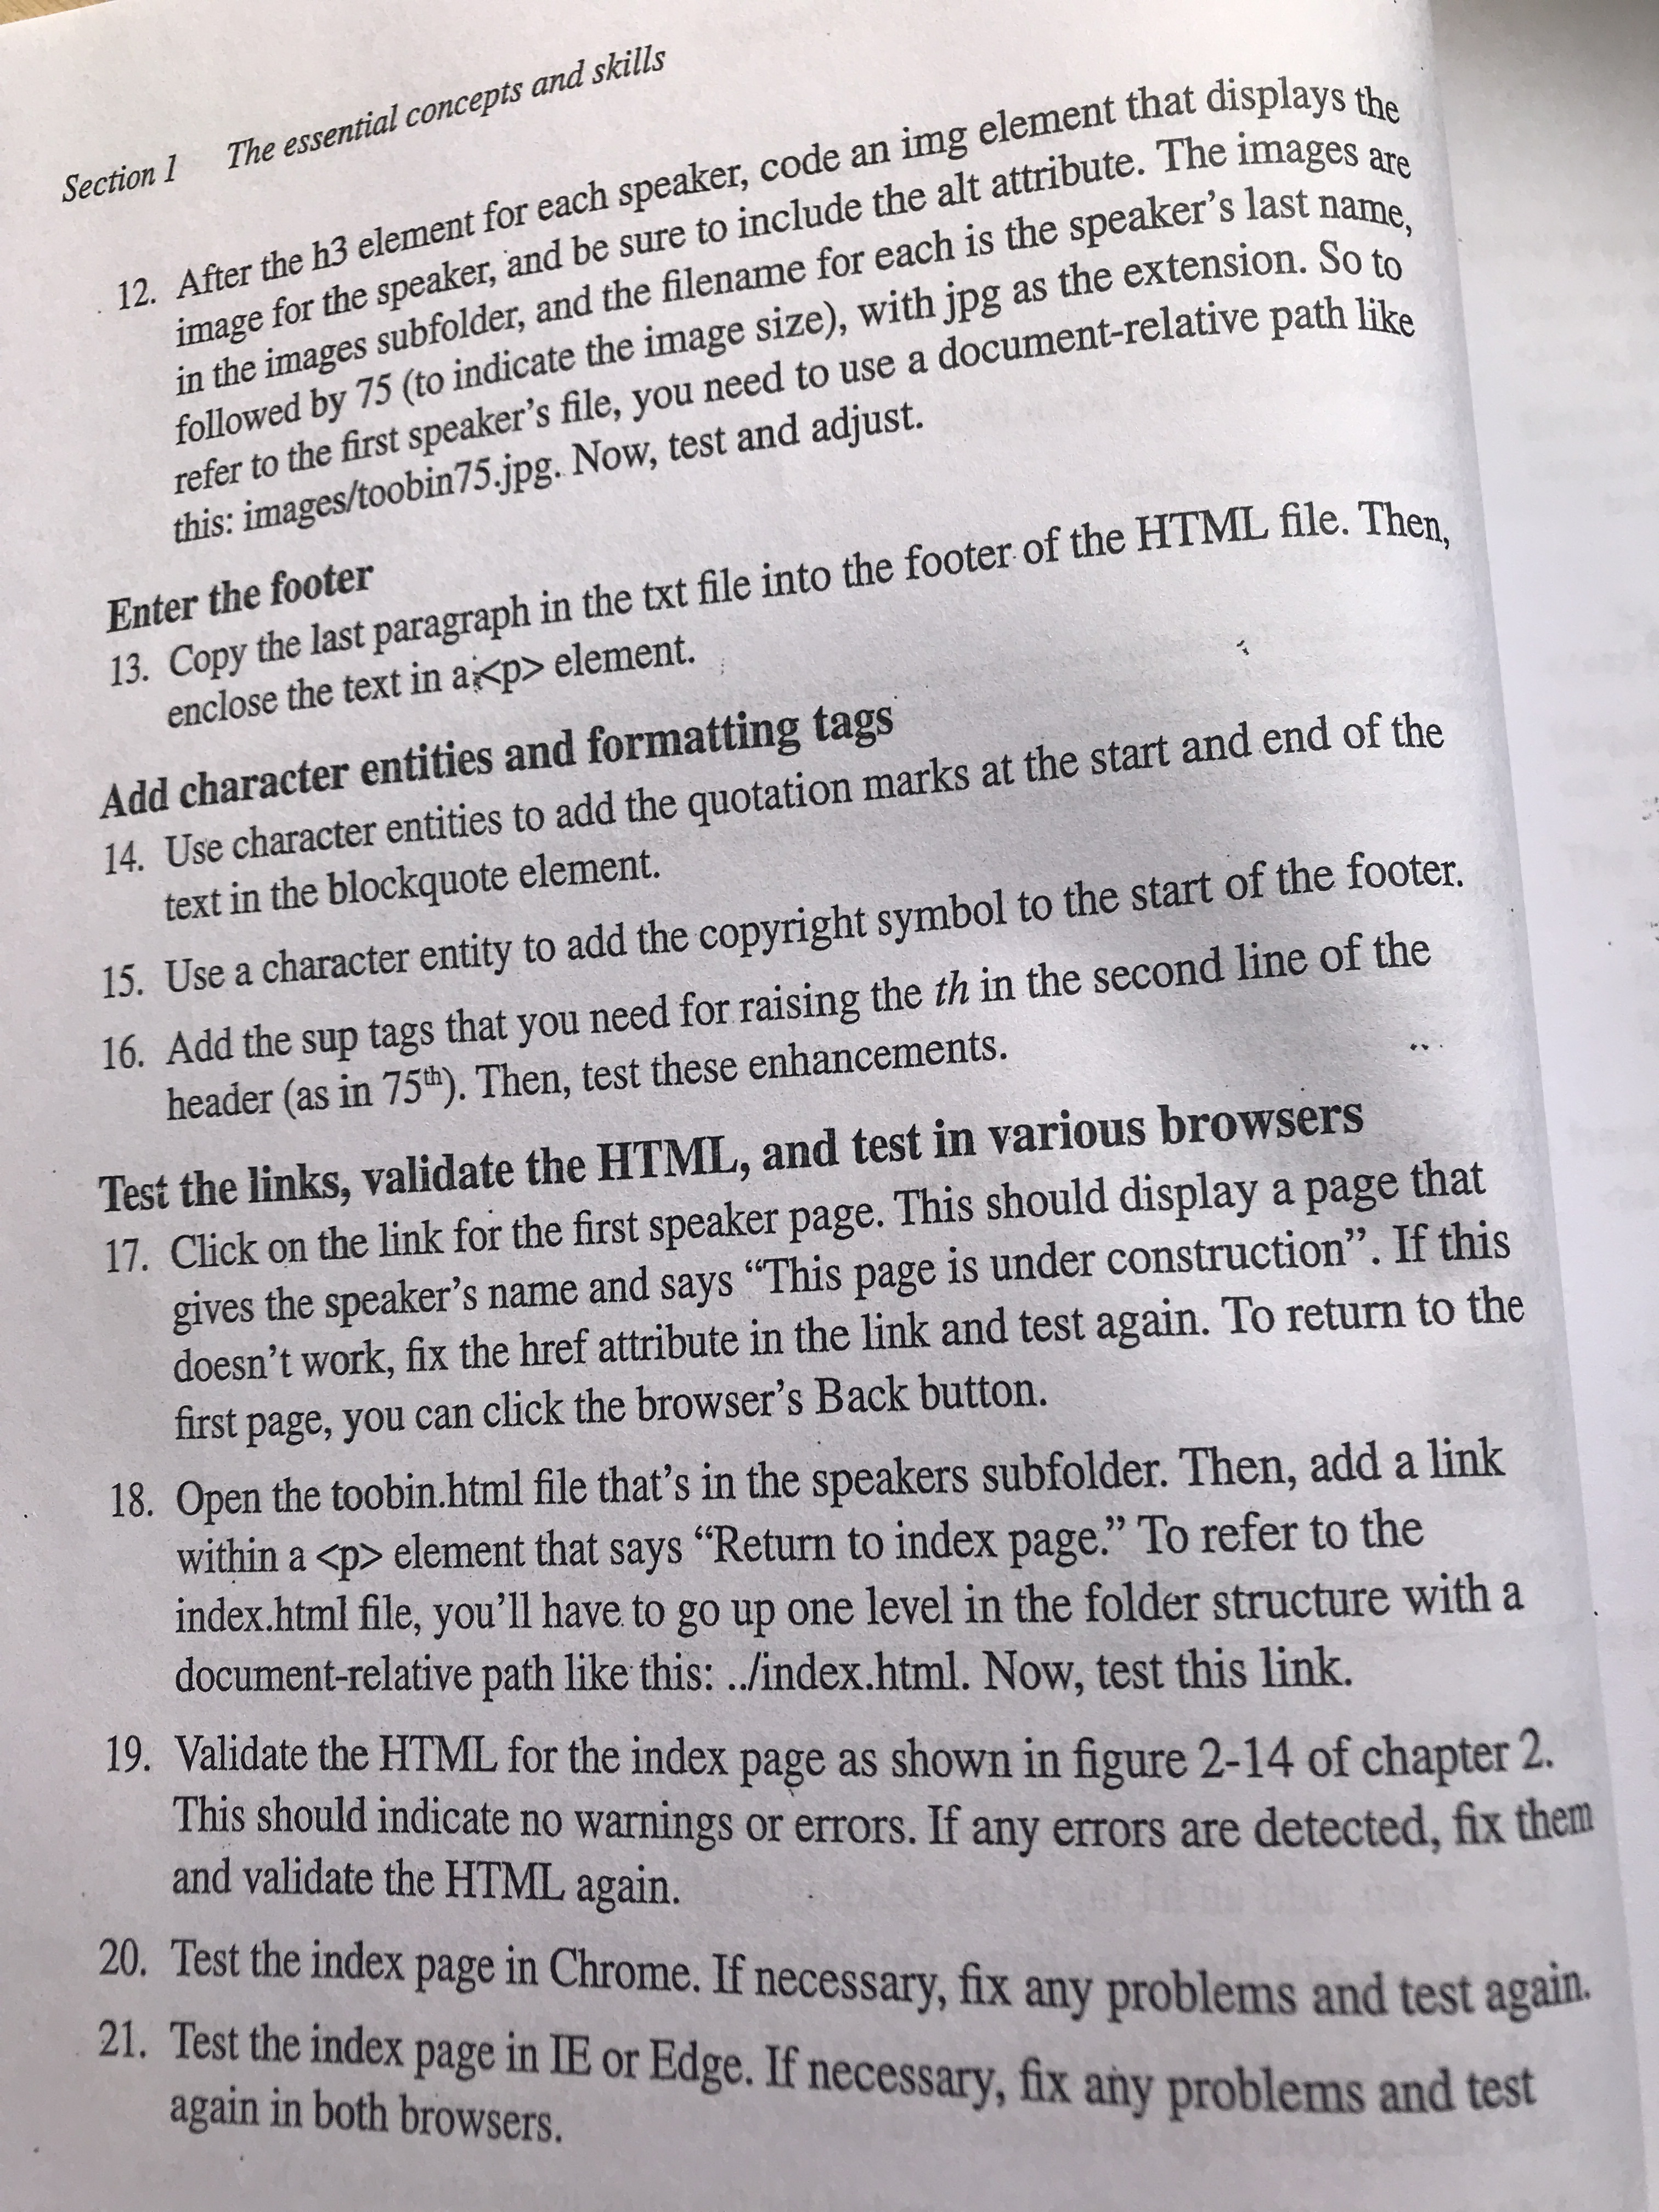 Section 1 The essential concepts and skills
12. After the h3 element for each speaker, code an img element that displays the
image for the speaker, and be sure to include the alt attribute. The images are
in the images subfolder, and the filename for each is the speaker's last name,
followed by 75 (to indicate the image size), with jpg as the extension. So to
refer to the first speaker's file, you need to use a document-relative path like
this: images/toobin75.jpg. Now, test and adjust.
Enter the footer
13. Copy the last paragraph in the txt file into the footer of the HTML file. Then,
enclose the text in a <p> element.
Add character entities and formatting tags
14. Use character entities to add the quotation marks at the start and end of the
text in the blockquote element.
15. Use a character entity to add the copyright symbol to the start of the footer.
16. Add the sup tags that you need for raising the th in the second line of the
header (as in 75th). Then, test these enhancements.
Test the links, validate the HTML, and test in various browsers
17. Click on the link for the first speaker page. This should display a page that
gives the speaker's name and says “This page is under construction”. If this
doesn't work, fix the href attribute in the link and test again. To return to the
first page, you can click the browser's Back button.
18. Open the toobin.html file that's in the speakers subfolder. Then, add a link
within a <p> element that says “Return to index page.” To refer to the
index.html file, you'll have to go up one level in the folder structure with a
document-relative path like this: ../index.html. Now, test this link.
19. Validate the HTML for the index page as shown in figure 2-14 of chapter 2.
This should indicate no warnings or errors. If any errors are detected, fix them
and validate the HTML again.
20. Test the index page in Chrome. If necessary, fix any problems and test again.
21. Test the index page in IE or Edge. If necessary, fix any problems and test
again in both browsers.